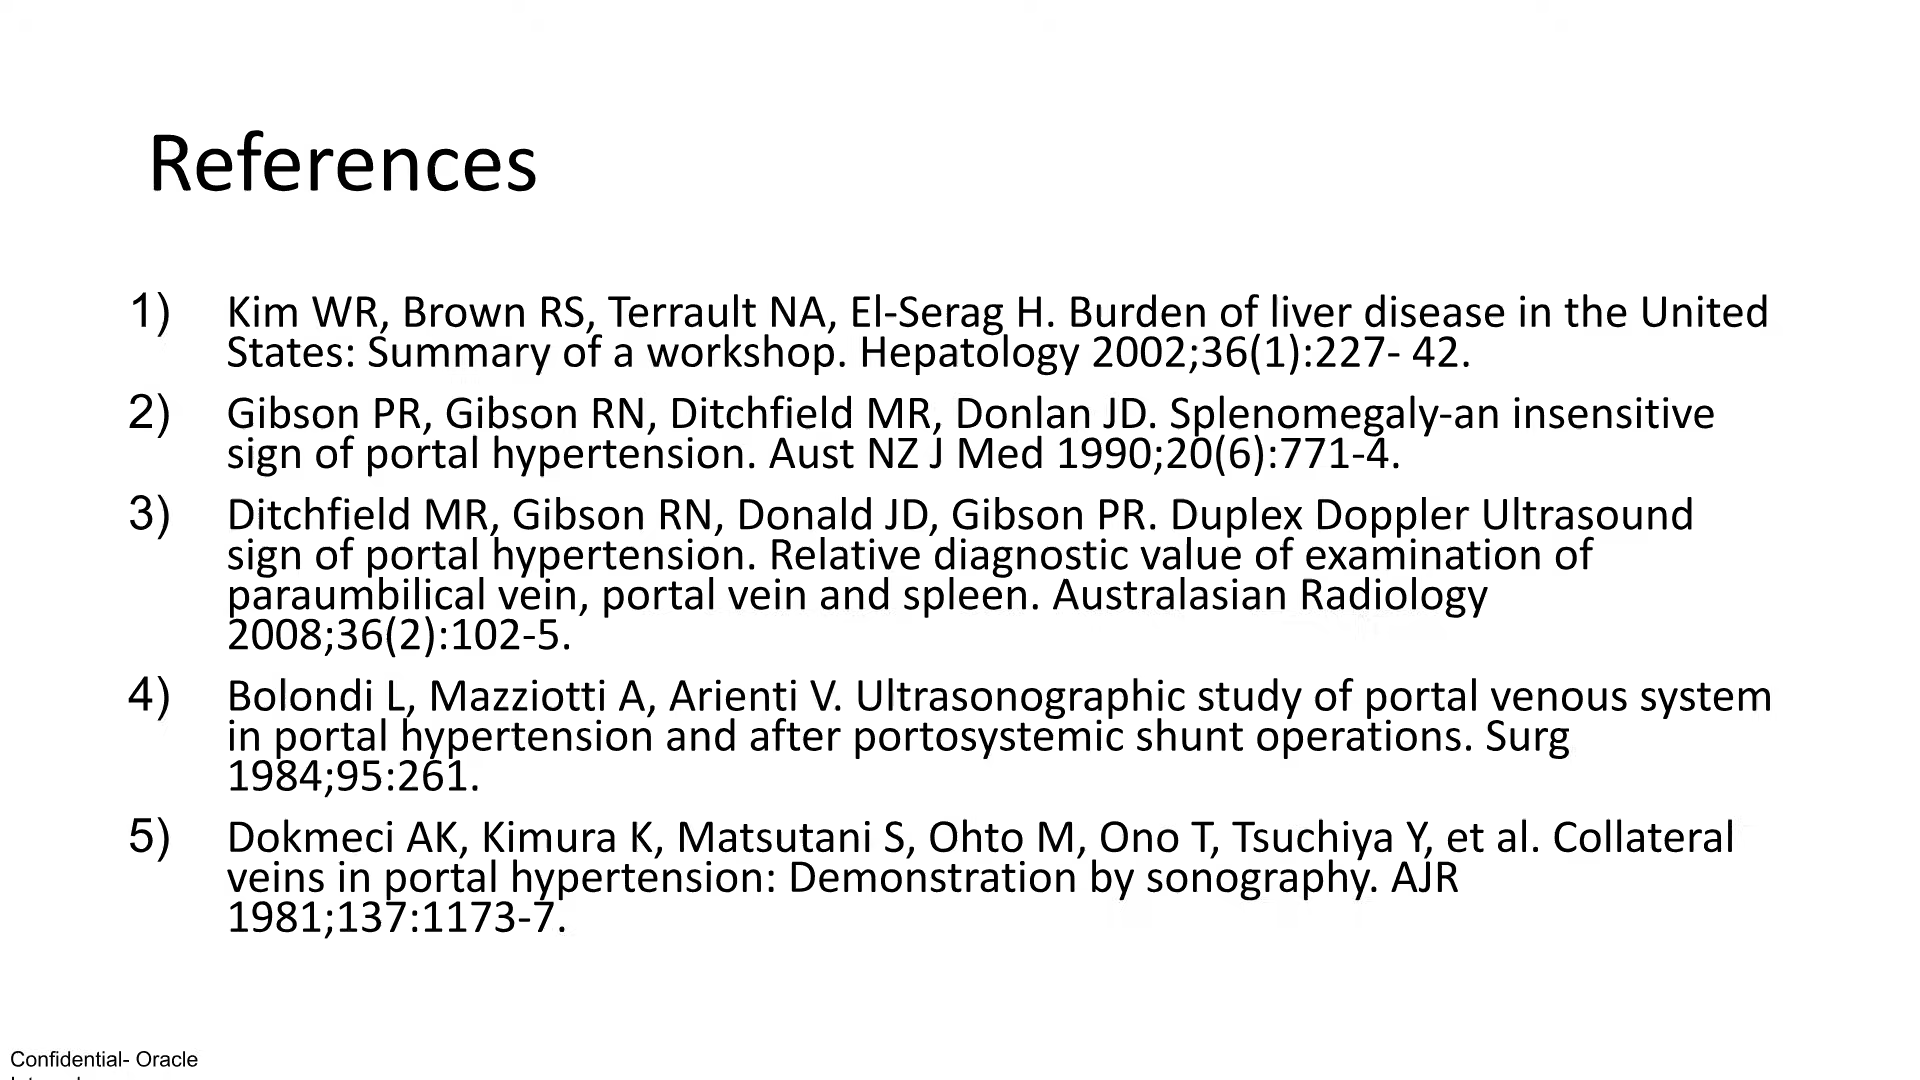 References
1) Kim WR, Brown RS, Terrault NA, El-Serag H. Burden of liver disease in the United
States: Summary of a workshop. Hepatology 2002;36(1):227- 42.
2) Gibson PR, Gibson RN, Ditchfield MR, Donlan JD. Splenomegaly-an insensitive
sign of portal hypertension. Aust NZ J Med 1990;20(6):771-4.
3) Ditchfield MR, Gibson RN, Donald JD, Gibson PR. Duplex Doppler Ultrasound
sign of portal hypertension. Relative diagnostic value of examination of
paraumbilical vein, portal vein and spleen. Australasian Radiology
2008;36(2):102-5.
4) Bolondi L, Mazziotti A, Arienti V. Ultrasonographic study of portal venous system
in portal hypertension and after portosystemic shunt operations. Surg
1984;95:261.
5) Dokmeci AK, Kimura K, Matsutani S, Ohto M, Ono T, Tsuchiya Y, et al. Collateral
veins in portal hypertension: Demonstration by sonography. AJR
1981;137:1173-7.
Confidential- Oracle